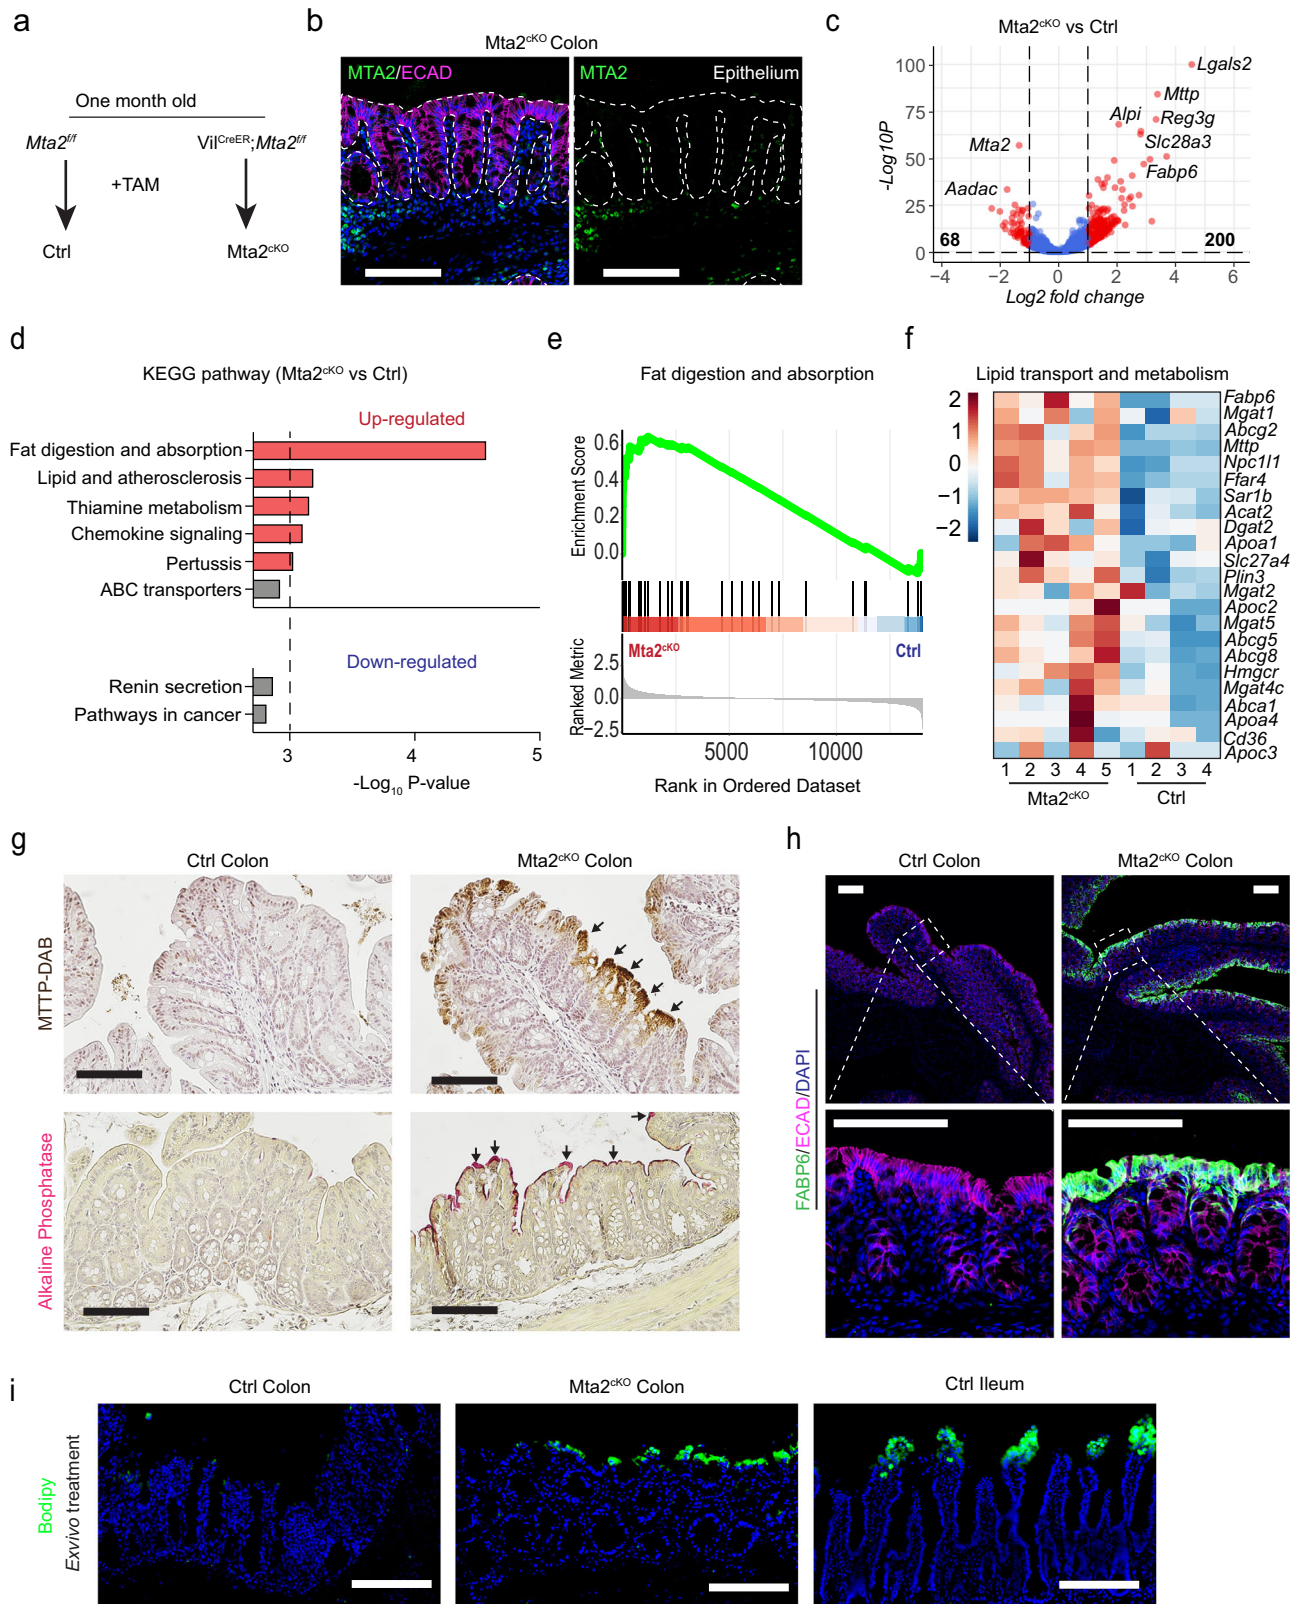 a
One month old
Mta2f/f
VilCreER;Mta2f/f
+TAM
Ctrl
Mta2cKO
b
Mta2cKO Colon
MTA2/ECAD
MTA2
Epithelium
c
Mta2cKO vs Ctrl
-Log10P
100
75
50
25
0
Lgals2
Mttp
Alpi
Reg3g
Slc28a3
Mta2
Fabp6
Aadac
68
200
−4
−2
0
2
4
6
Log2 fold change
d
KEGG pathway (Mta2cKO vs Ctrl)
Up-regulated
Fat digestion and absorption
Lipid and atherosclerosis
Thiamine metabolism
Chemokine signaling
Pertussis
ABC transporters
Down-regulated
Renin secretion
Pathways in cancer
3
4
5
-Log10 P-value
e
Fat digestion and absorption
Enrichment Score
0.6
0.4
0.2
0.0
Mta2cKO
Ctrl
Ranked Metric
2.5
0.0
−2.5
5000
10000
Rank in Ordered Dataset
f
Lipid transport and metabolism
2
1
0
−1
−2
Fabp6
Mgat1
Abcg2
Mttp
Npc1l1
Ffar4
Sar1b
Acat2
Dgat2
Apoa1
Slc27a4
Plin3
Mgat2
Apoc2
Mgat5
Abcg5
Abcg8
Hmgcr
Mgat4c
Abca1
Apoa4
Cd36
Apoc3
1 2 3 4 5 1 2 3 4
Mta2cKO
Ctrl
g
Ctrl Colon
Mta2cKO Colon
MTTP-DAB
Alkaline Phosphatase
h
Ctrl Colon
Mta2cKO Colon
FABP6/ECAD/DAPI
i
Ctrl Colon
Mta2cKO Colon
Ctrl Ileum
Bodipy
Exvivo treatment